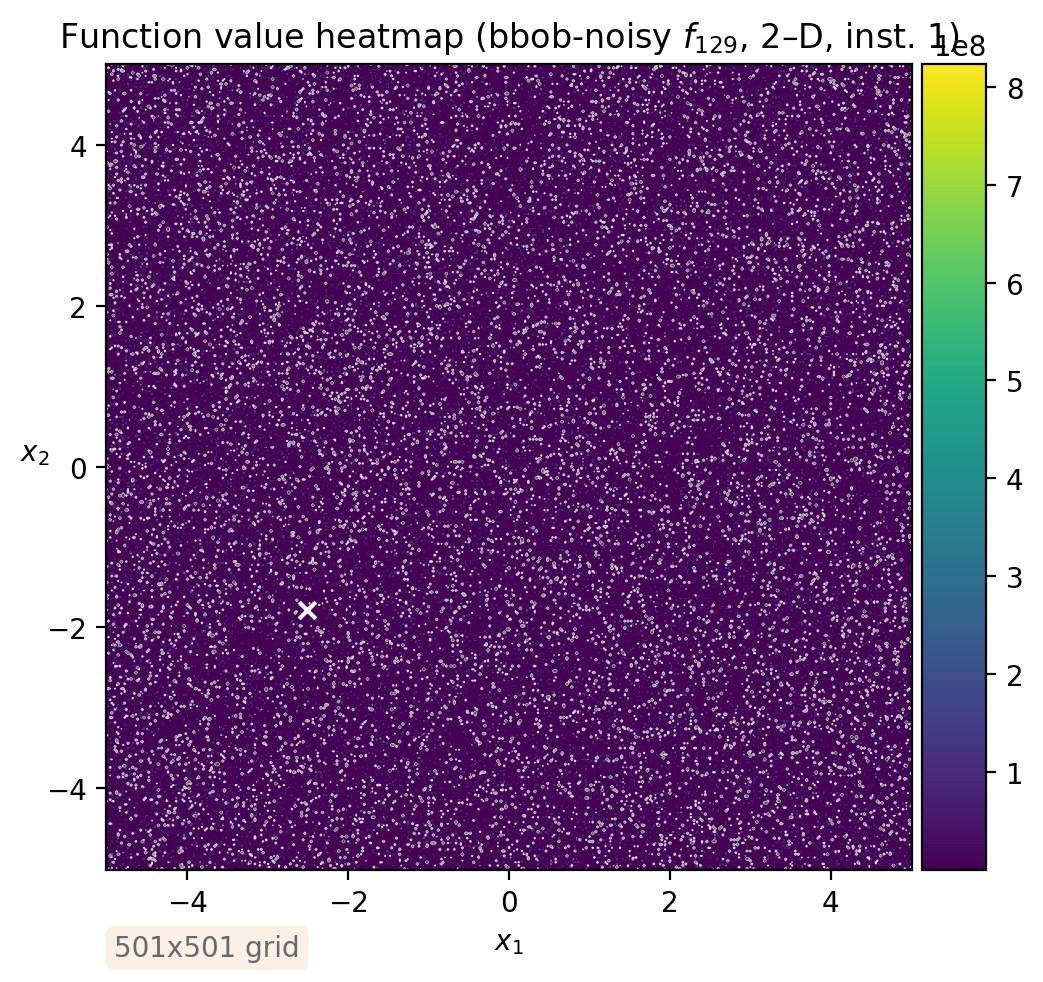 Function value heatmap (bbob-noisy f₁₂₉, 2–D, inst. 1)
1e8
8
7
6
5
4
3
2
1
x₂
4
2
0
−2
−4
−4 −2 0 2 4
x₁
501x501 grid